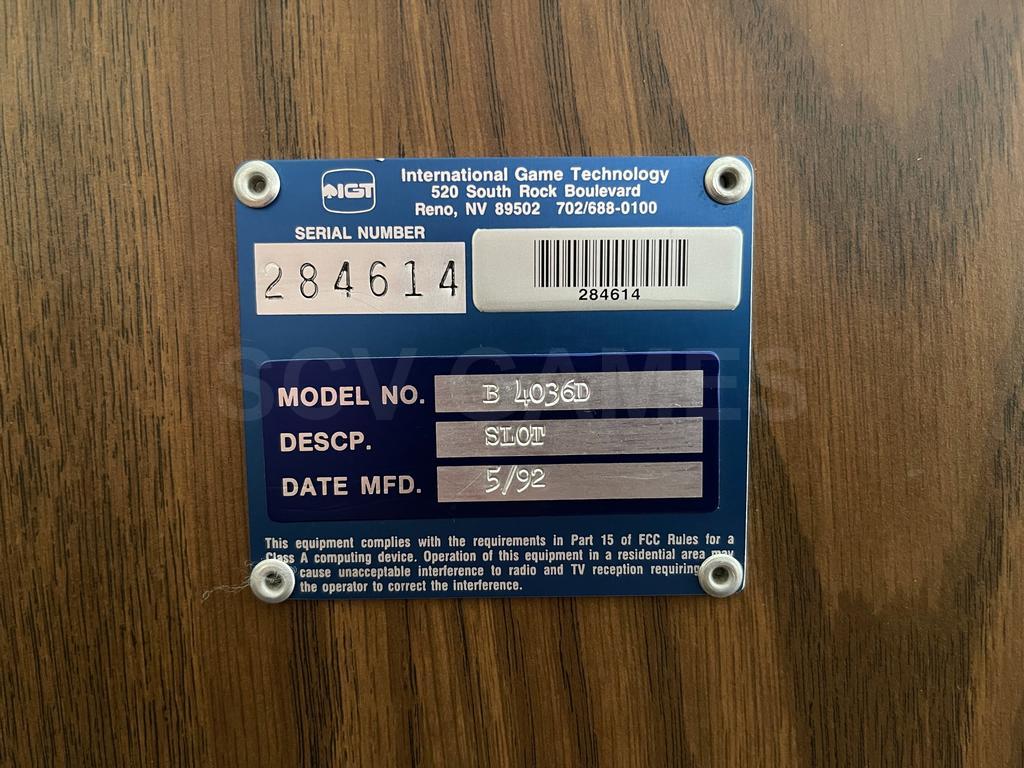 IGT
International Game Technology
520 South Rock Boulevard
Reno, NV 89502 702/688-0100
SERIAL NUMBER
284614
284614
SCV GAMES
MODEL NO. B 4036D
DESCP. SLOT
DATE MFD. 5/92
This equipment complies with the requirements in Part 15 of FCC Rules for a
Class A computing device. Operation of this equipment in a residential area may
cause unacceptable interference to radio and TV reception requiring
the operator to correct the interference.